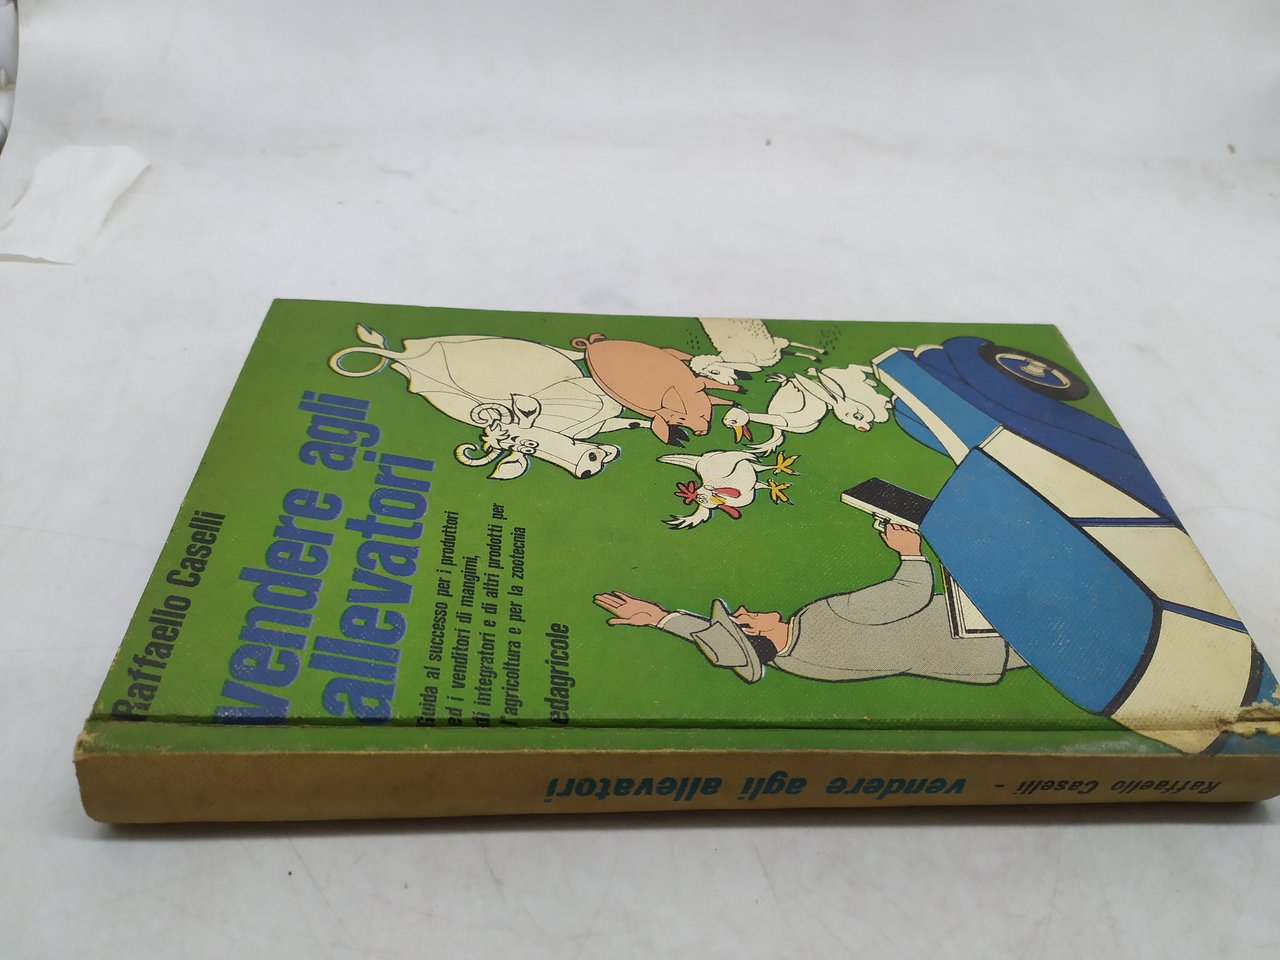 Raffaello Caselli
vendere agli
allevatori
Guida al successo per i produttori
ed i venditori di mangimi,
di integratori e di altri prodotti per
l'agricoltura e per la zootecnia
edagricole
Raffaello Caselli - vendere agli allevatori